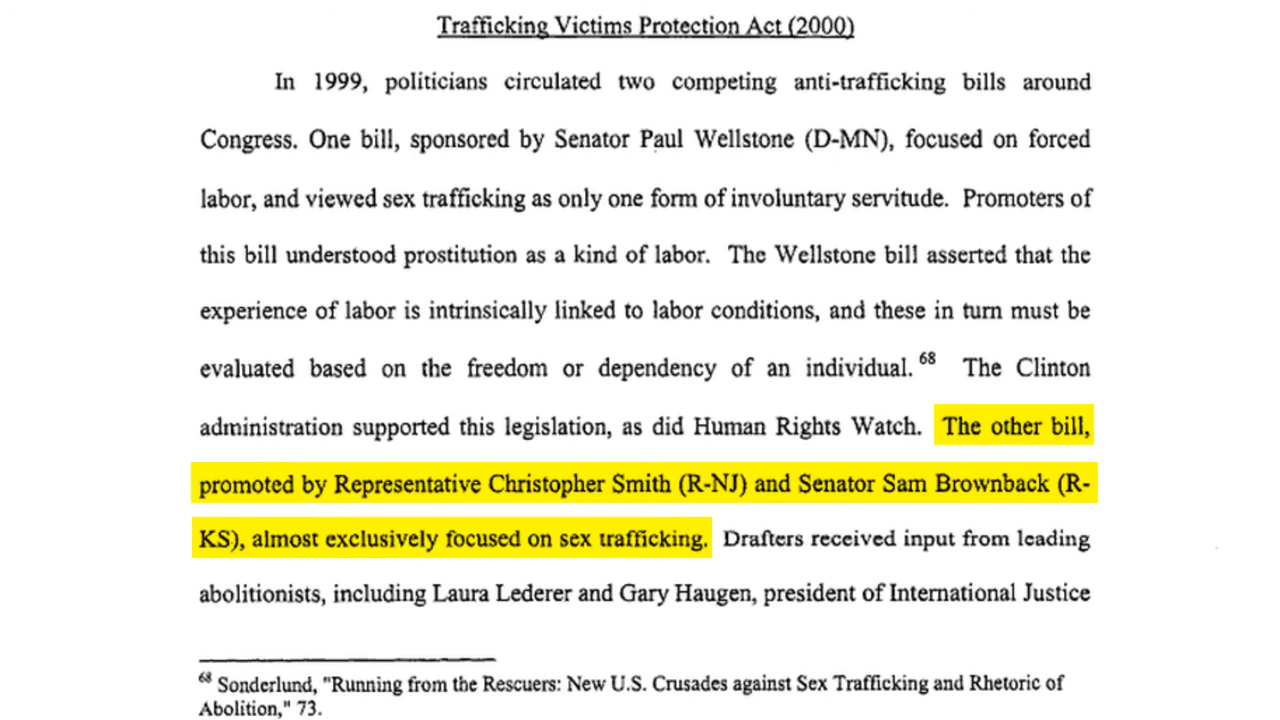 Trafficking Victims Protection Act (2000)
In 1999, politicians circulated two competing anti-trafficking bills around
Congress. One bill, sponsored by Senator Paul Wellstone (D-MN), focused on forced
labor, and viewed sex trafficking as only one form of involuntary servitude. Promoters of
this bill understood prostitution as a kind of labor. The Wellstone bill asserted that the
experience of labor is intrinsically linked to labor conditions, and these in turn must be
evaluated based on the freedom or dependency of an individual. 68 The Clinton
administration supported this legislation, as did Human Rights Watch. The other bill,
promoted by Representative Christopher Smith (R-NJ) and Senator Sam Brownback (R-
KS), almost exclusively focused on sex trafficking. Drafters received input from leading
abolitionists, including Laura Lederer and Gary Haugen, president of International Justice
68 Sonderlund, "Running from the Rescuers: New U.S. Crusades against Sex Trafficking and Rhetoric of
Abolition," 73.